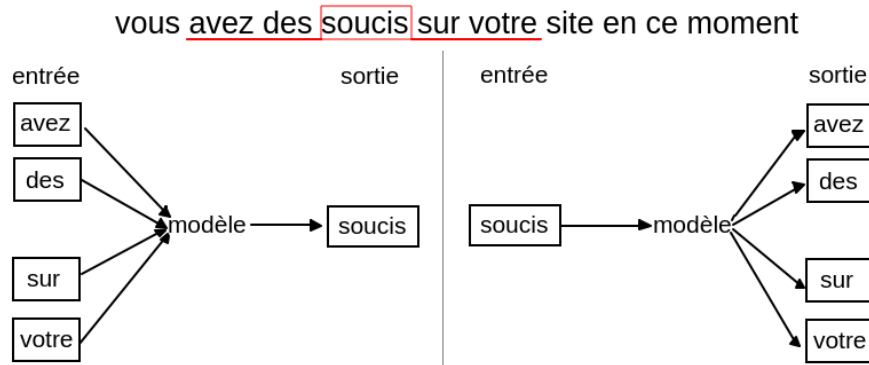 vous avez des soucis sur votre site en ce moment
entrée
sortie
avez
des
sur
votre
modèle
soucis
entrée
sortie
soucis
modèle
avez
des
sur
votre